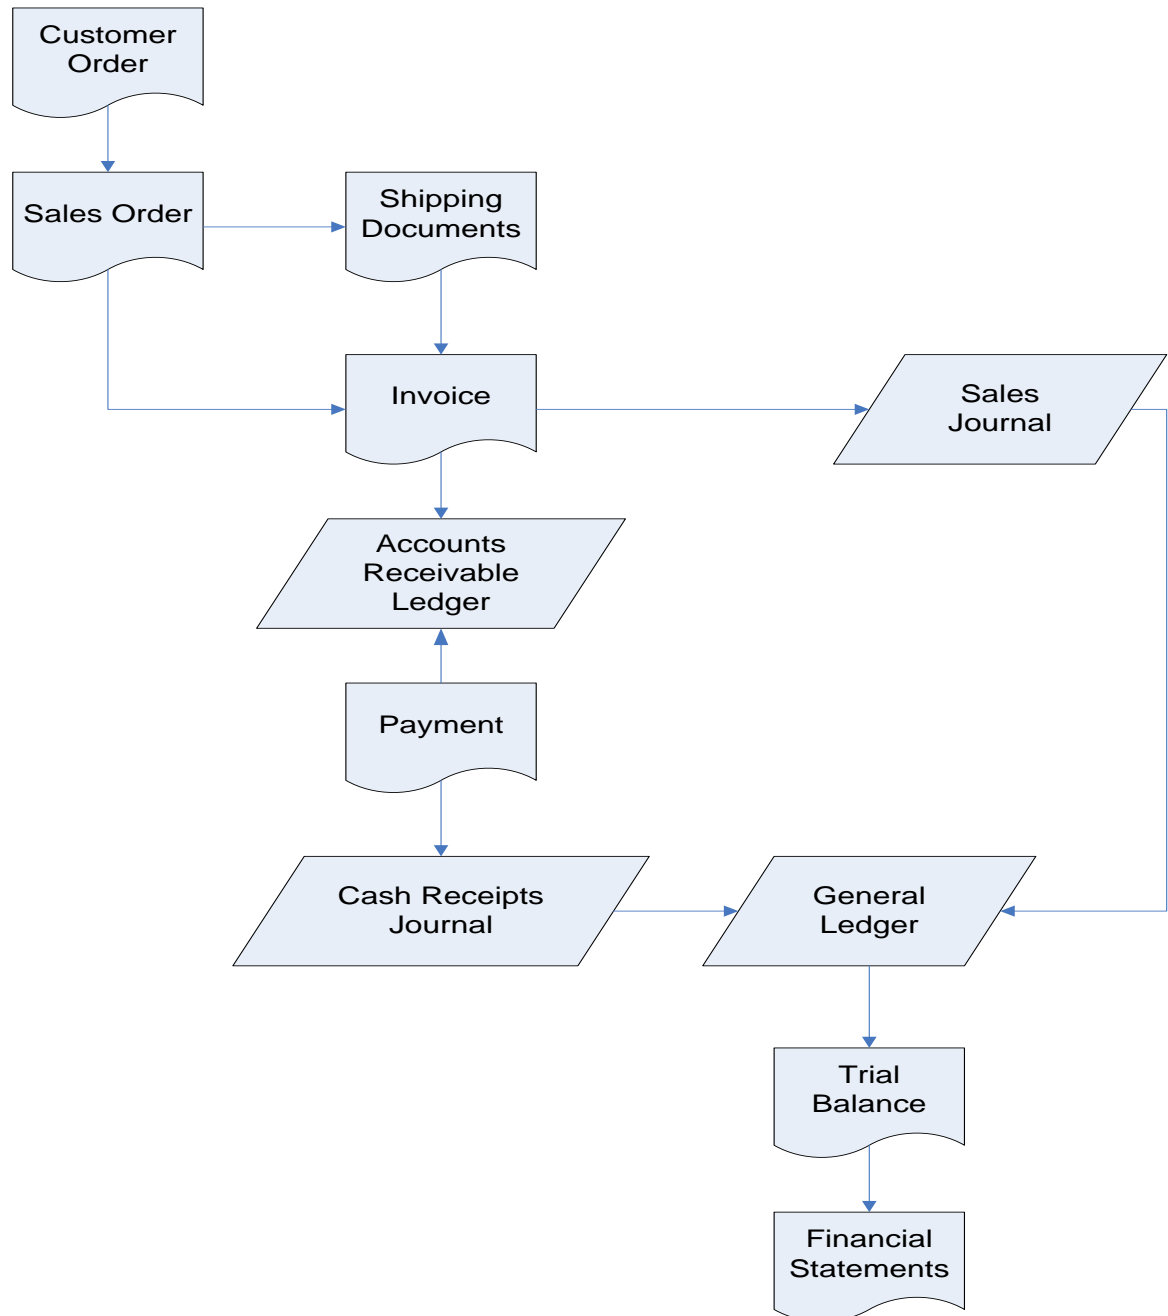 Customer
Order
Sales Order
Shipping
Documents
Invoice
Sales
Journal
Accounts
Receivable
Ledger
Payment
Cash Receipts
Journal
General
Ledger
Trial
Balance
Financial
Statements